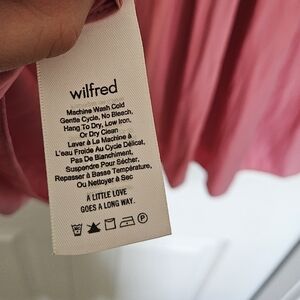 wilfred
Machine Wash Cold
Gentle Cycle, No Bleach,
Hang To Dry, Low Iron,
Or Dry Clean
Laver À La Machine À
L'eau Froide Au Cycle Délicat,
Pas De Blanchiment,
Suspendre Pour Sécher,
Repasser à Basse Température,
Ou Nettoyer à Sec
A LITTLE LOVE
GOES A LONG WAY.
P